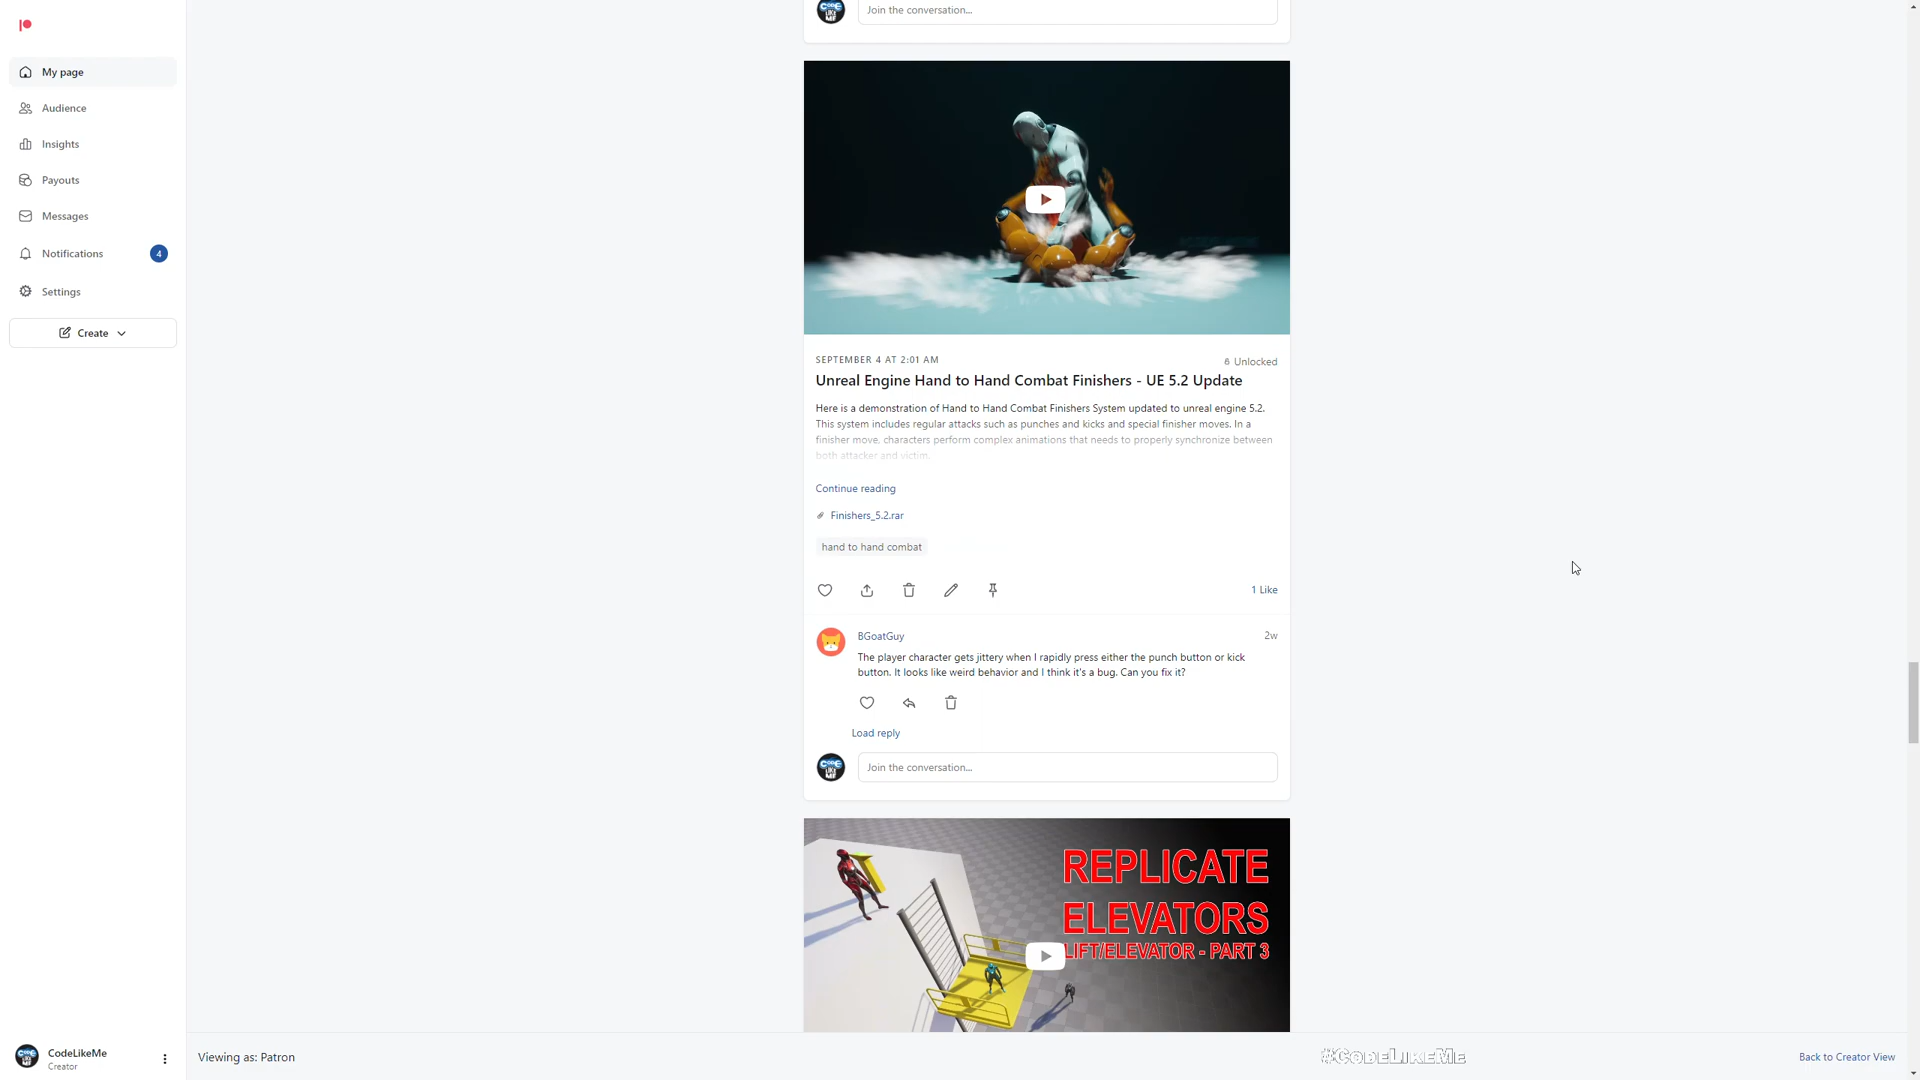 Join the conversation...
My page
Audience
Insights
Payouts
Messages
Notifications
4
Settings
Create
SEPTEMBER 4 AT 2:01 AM
Unlocked
Unreal Engine Hand to Hand Combat Finishers - UE 5.2 Update
Here is a demonstration of Hand to Hand Combat Finishers System updated to unreal engine 5.2.
This system includes regular attacks such as punches and kicks and special finisher moves. In a
finisher move, characters perform complex animations that needs to properly synchronize between
both attacker and victim.
Continue reading
Finishers_5.2.rar
hand to hand combat
1 Like
BGoatGuy
2w
The player character gets jittery when I rapidly press either the punch button or kick
button. It looks like weird behavior and I think it's a bug. Can you fix it?
Load reply
CODE
LIKE
ME
Join the conversation...
REPLICATE
ELEVATORS
LIFT/ELEVATOR - PART 3
CodeLikeMe
Creator
Viewing as: Patron
#CODELIKEME
Back to Creator View